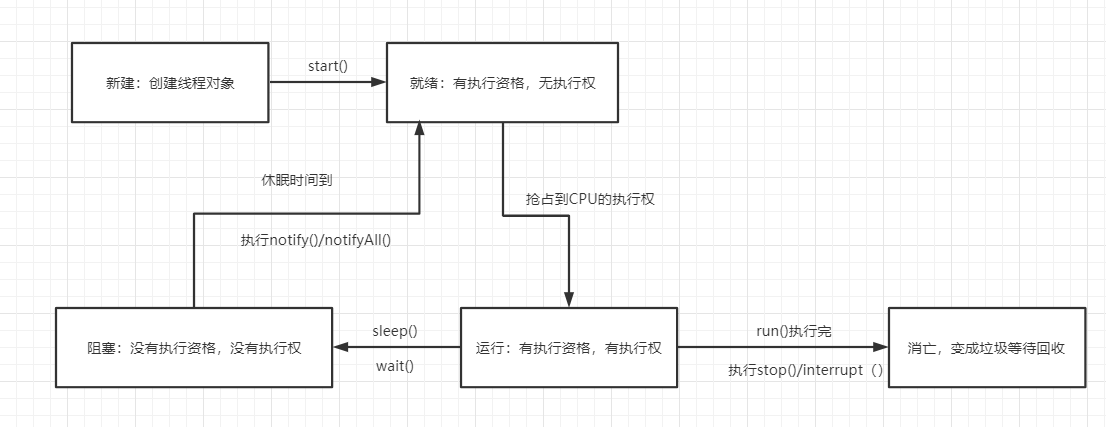 新建：创建线程对象
start()
就绪：有执行资格，无执行权
休眠时间到
抢占到CPU的执行权
执行notify()/notifyAll()
阻塞：没有执行资格，没有执行权
sleep()
wait()
运行：有执行资格，有执行权
run()执行完
执行stop()/interrupt（）
消亡，变成垃圾等待回收